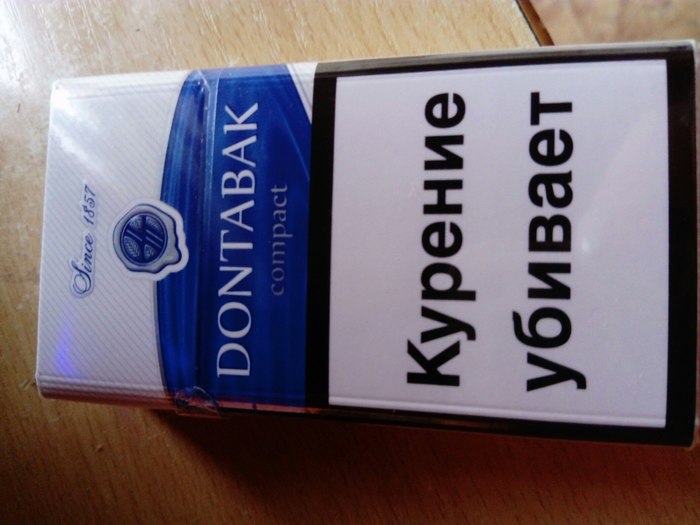 Since 1857
DONTABAK
compact
Курение
убивает